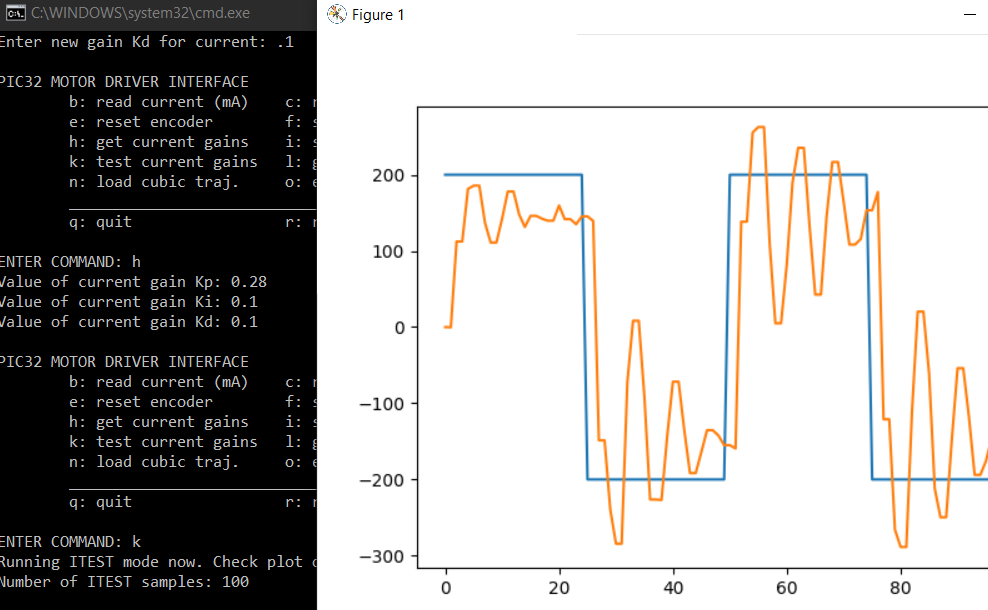 C:\WINDOWS\system32\cmd.exe
Enter new gain Kd for current: .1
PIC32 MOTOR DRIVER INTERFACE
b: read current (mA) c:
e: reset encoder f:
h: get current gains i:
k: test current gains l:
n: load cubic traj. o:
q: quit r:
ENTER COMMAND: h
Value of current gain Kp: 0.28
Value of current gain Ki: 0.1
Value of current gain Kd: 0.1
PIC32 MOTOR DRIVER INTERFACE
b: read current (mA) c:
e: reset encoder f:
h: get current gains i:
k: test current gains l:
n: load cubic traj. o:
q: quit r:
ENTER COMMAND: k
Running ITEST mode now. Check plot
Number of ITEST samples: 100
Figure 1
200
100
0
−100
−200
−300
0 20 40 60 80